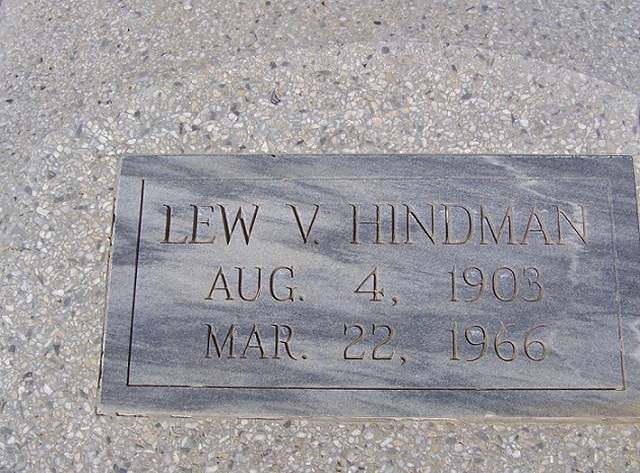 LEW V. HINDMAN
AUG. 4, 1903
MAR. 22, 1966